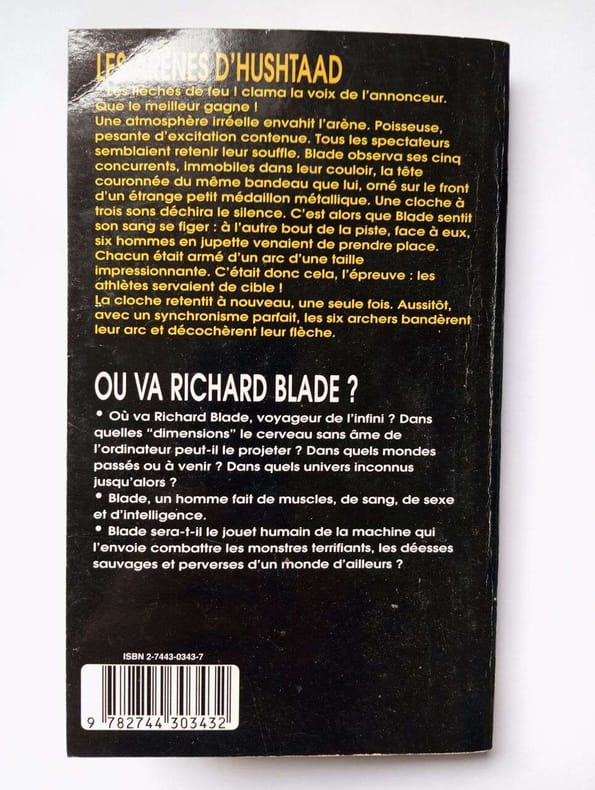 LES ARÈNES D'HUSHTAAD
Les flèches de feu ! clama la voix de l'annonceur.
Que le meilleur gagne !
Une atmosphère irréelle envahit l'arène. Poisseuse,
pesante d'excitation contenue. Tous les spectateurs
semblaient retenir leur souffle. Blade observa ses cinq
concurrents, immobiles dans leur couloir, la tête
couronnée du même bandeau que lui, orné sur le front
d'un étrange petit médaillon métallique. Une cloche à
trois sons déchira le silence. C'est alors que Blade sentit
son sang se figer : à l'autre bout de la piste, face à eux,
six hommes en jupette venaient de prendre place.
Chacun était armé d'un arc d'une taille
impressionnante. C'était donc cela, l'épreuve : les
athlètes servaient de cible !
La cloche retentit à nouveau, une seule fois. Aussitôt,
avec un synchronisme parfait, les six archers bandèrent
leur arc et décochèrent leur flèche.
OU VA RICHARD BLADE ?
• Où va Richard Blade, voyageur de l'infini ? Dans
quelles "dimensions" le cerveau sans âme de
l'ordinateur peut-il le projeter ? Dans quels mondes
passés ou à venir ? Dans quels univers inconnus
jusqu'alors ?
• Blade, un homme fait de muscles, de sang, de sexe
et d'intelligence.
• Blade sera-t-il le jouet humain de la machine qui
l'envoie combattre les monstres terrifiants, les déesses
sauvages et perverses d'un monde d'ailleurs ?
ISBN 2-7443-0343-7
9 782744 303432